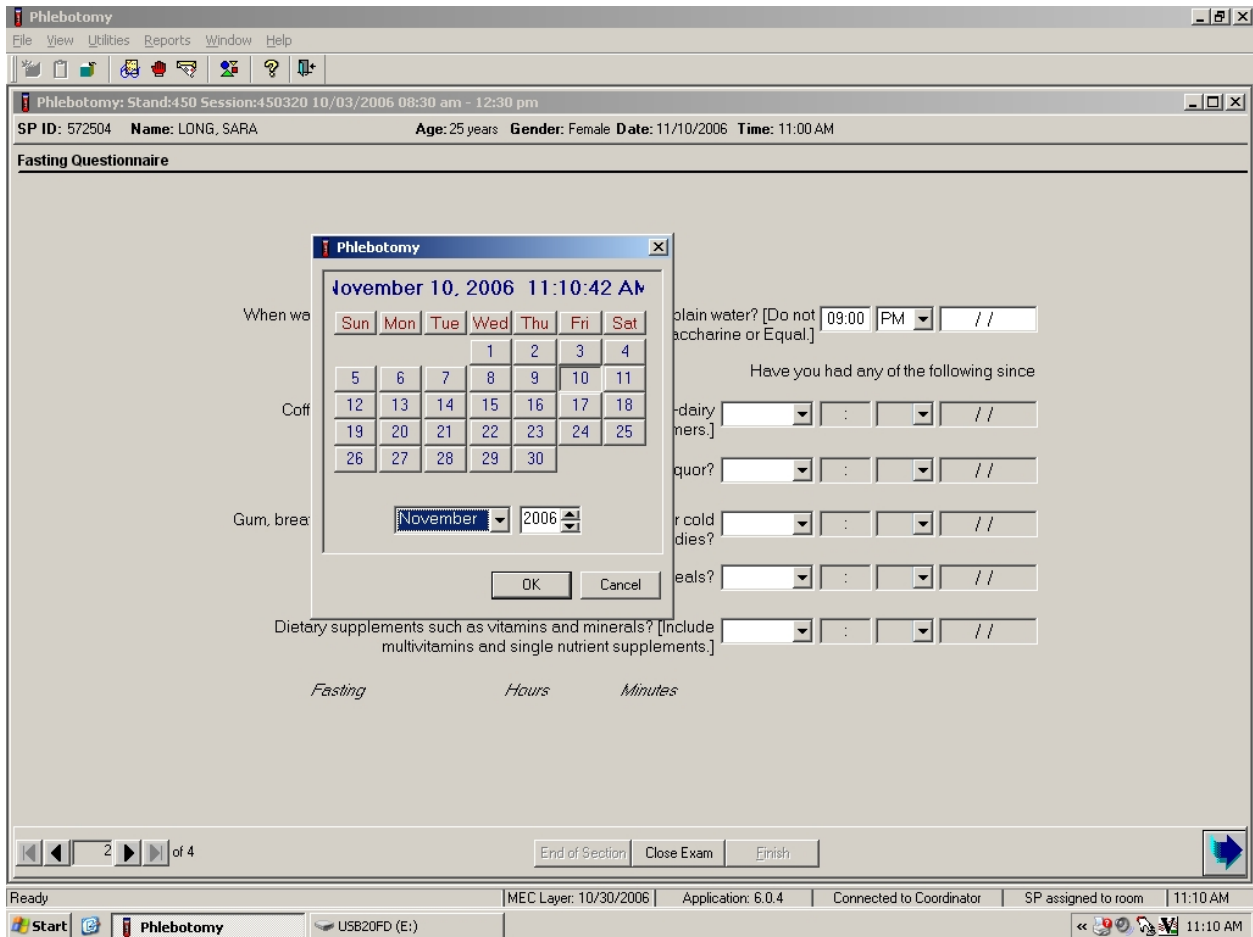 Phlebotomy
File View Utilities Reports Window Help
Phlebotomy: Stand:450 Session:450320 10/03/2006 08:30 am - 12:30 pm
SP ID: 572504 Name: LONG, SARA Age: 25 years Gender: Female Date: 11/10/2006 Time: 11:00 AM
Fasting Questionnaire
Phlebotomy
November 10, 2006 11:10:42 AM
Sun Mon Tue Wed Thu Fri Sat
1 2 3 4
5 6 7 8 9 10 11
12 13 14 15 16 17 18
19 20 21 22 23 24 25
26 27 28 29 30
November 2006
OK Cancel
When wa
plain water? [Do not 09:00 PM / /
accharine or Equal.]
Have you had any of the following since
Coff -dairy : / /
mers.]
quor? : / /
Gum, brea r cold : / /
dies?
eals? : / /
Dietary supplements such as vitamins and minerals? [Include : / /
multivitamins and single nutrient supplements.]
Fasting Hours Minutes
2 of 4 End of Section Close Exam Finish
Ready MEC Layer: 10/30/2006 Application: 6.0.4 Connected to Coordinator SP assigned to room 11:10 AM
Start Phlebotomy USB20FD (E:) « 11:10 AM